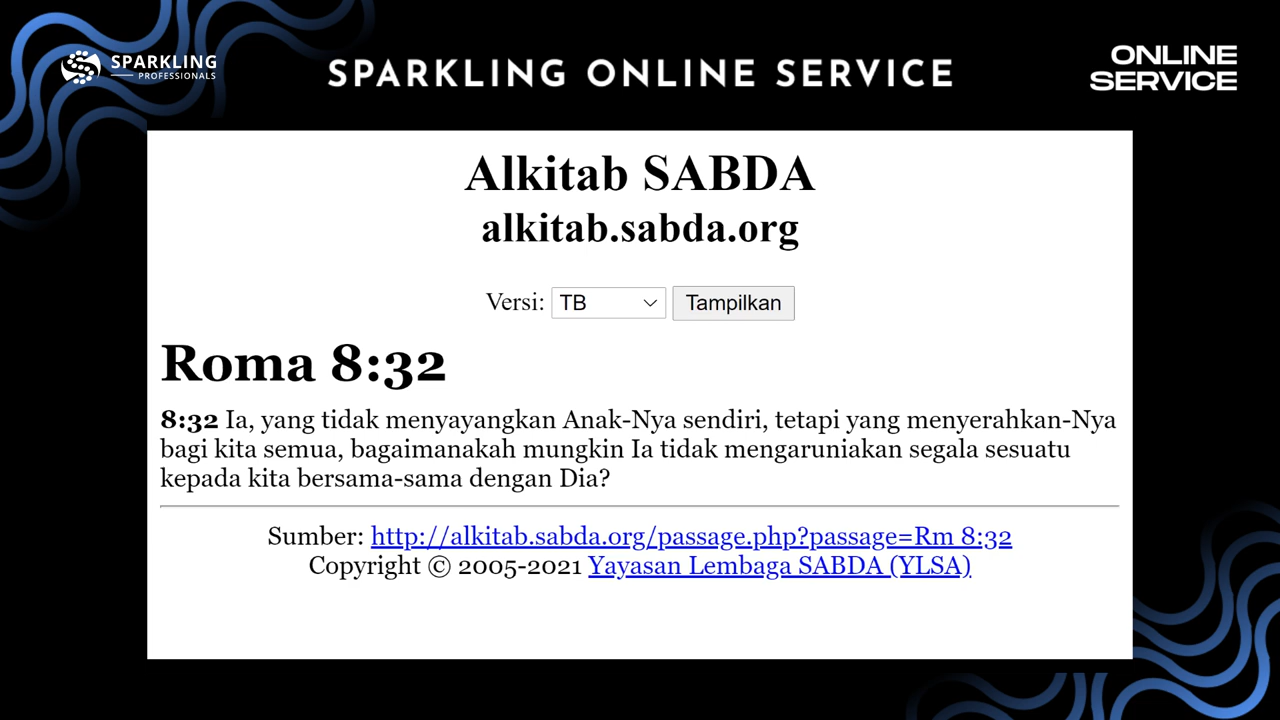 SPARKLING
PROFESSIONALS
SPARKLING ONLINE SERVICE
ONLINE
SERVICE
Alkitab SABDA
alkitab.sabda.org
Versi: TB Tampilkan
Roma 8:32
8:32 Ia, yang tidak menyayangkan Anak-Nya sendiri, tetapi yang menyerahkan-Nya
bagi kita semua, bagaimanakah mungkin Ia tidak mengaruniakan segala sesuatu
kepada kita bersama-sama dengan Dia?
Sumber: http://alkitab.sabda.org/passage.php?passage=Rm 8:32
Copyright © 2005-2021 Yayasan Lembaga SABDA (YLSA)